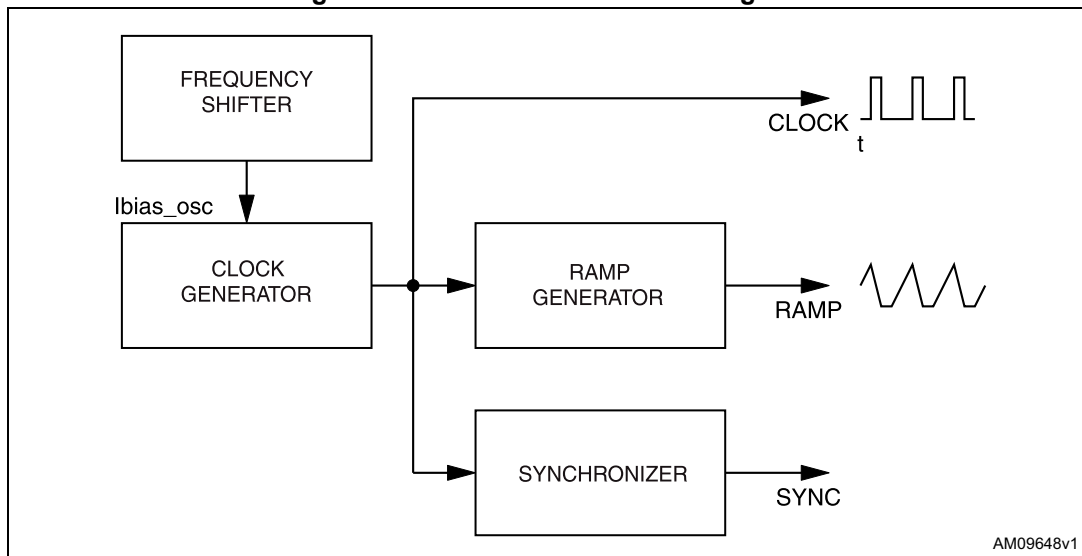 FREQUENCY
SHIFTER
CLOCK
t
Ibias_osc
CLOCK
GENERATOR
RAMP
GENERATOR
RAMP
SYNCHRONIZER
SYNC
AM09648v1